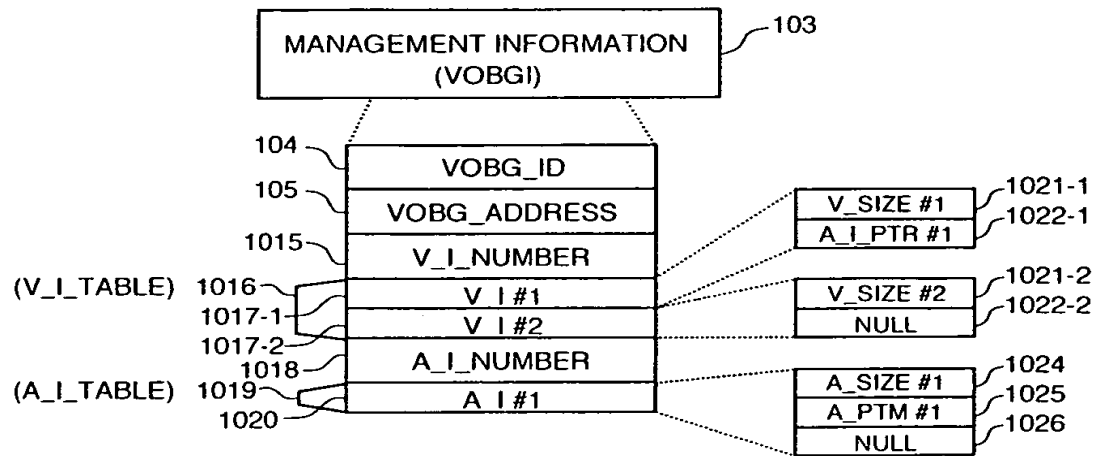 MANAGEMENT INFORMATION
(VOBGI)
103
104
VOBG_ID
105
VOBG_ADDRESS
1015
V_I_NUMBER
(V_I_TABLE)
1016
1017-1
V_I #1
1017-2
V_I #2
1018
A_I_NUMBER
(A_I_TABLE)
1019
1020
A_I #1
V_SIZE #1
1021-1
A_I_PTR #1
1022-1
V_SIZE #2
1021-2
NULL
1022-2
A_SIZE #1
1024
A_PTM #1
1025
NULL
1026